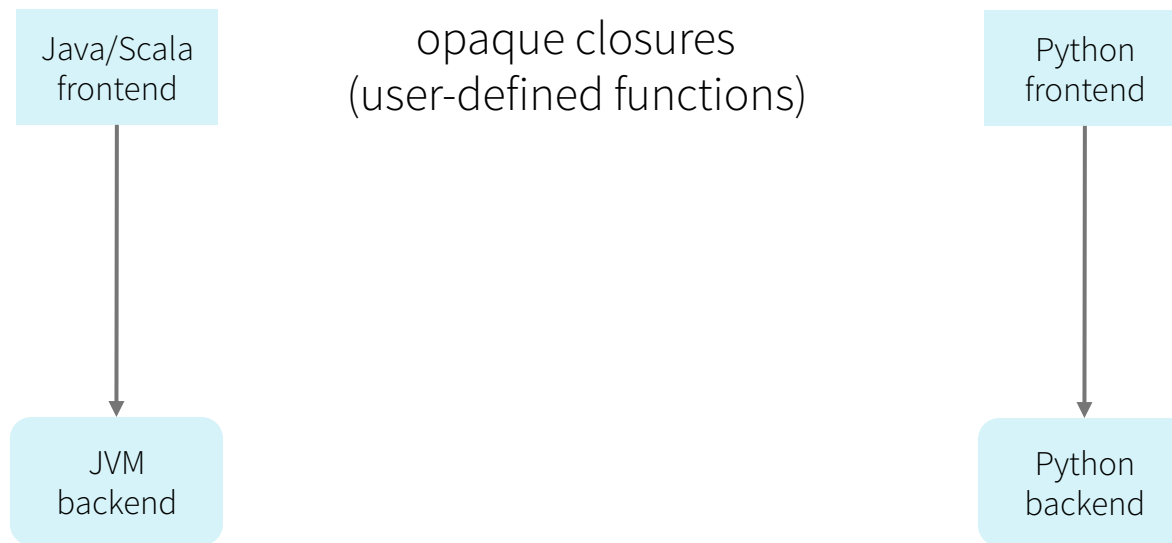 Java/Scala
frontend
opaque closures
(user-defined functions)
Python
frontend
JVM
backend
Python
backend